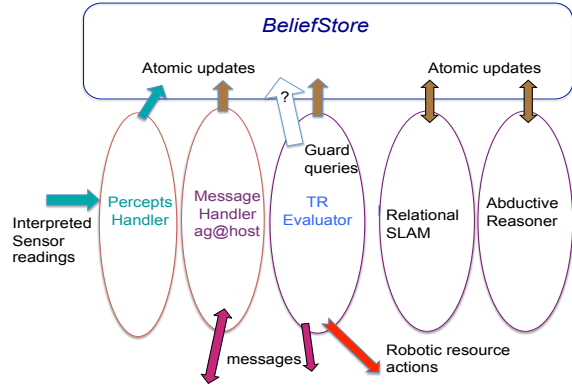 BeliefStore
Atomic updates
Atomic updates
?
Guard
queries
Percepts
Handler
Message
Handler
ag@host
TR
Evaluator
Relational
SLAM
Abductive
Reasoner
Interpreted
Sensor
readings
messages
Robotic resource
actions